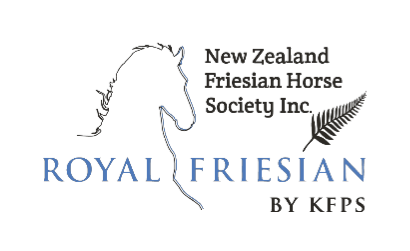 New Zealand
Friesian Horse
Society Inc.
ROYAL FRIESIAN
BY KFPS